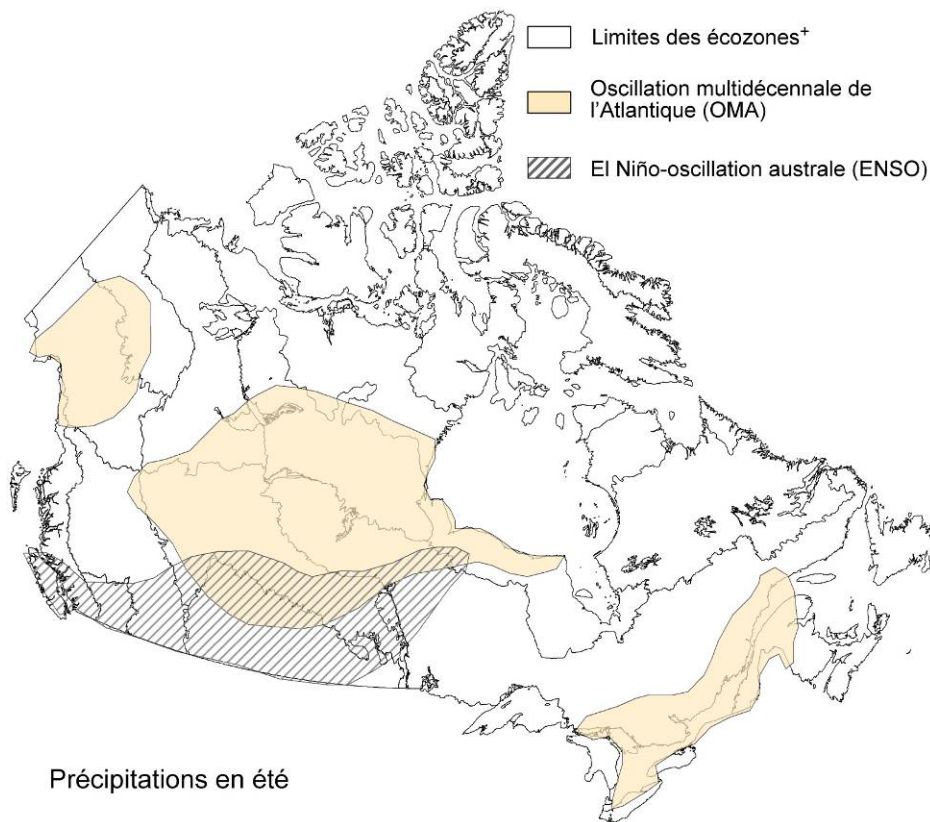 Limites des écozones⁺
Oscillation multidécennale de
l’Atlantique (OMA)
El Niño-oscillation australe (ENSO)
Précipitations en été